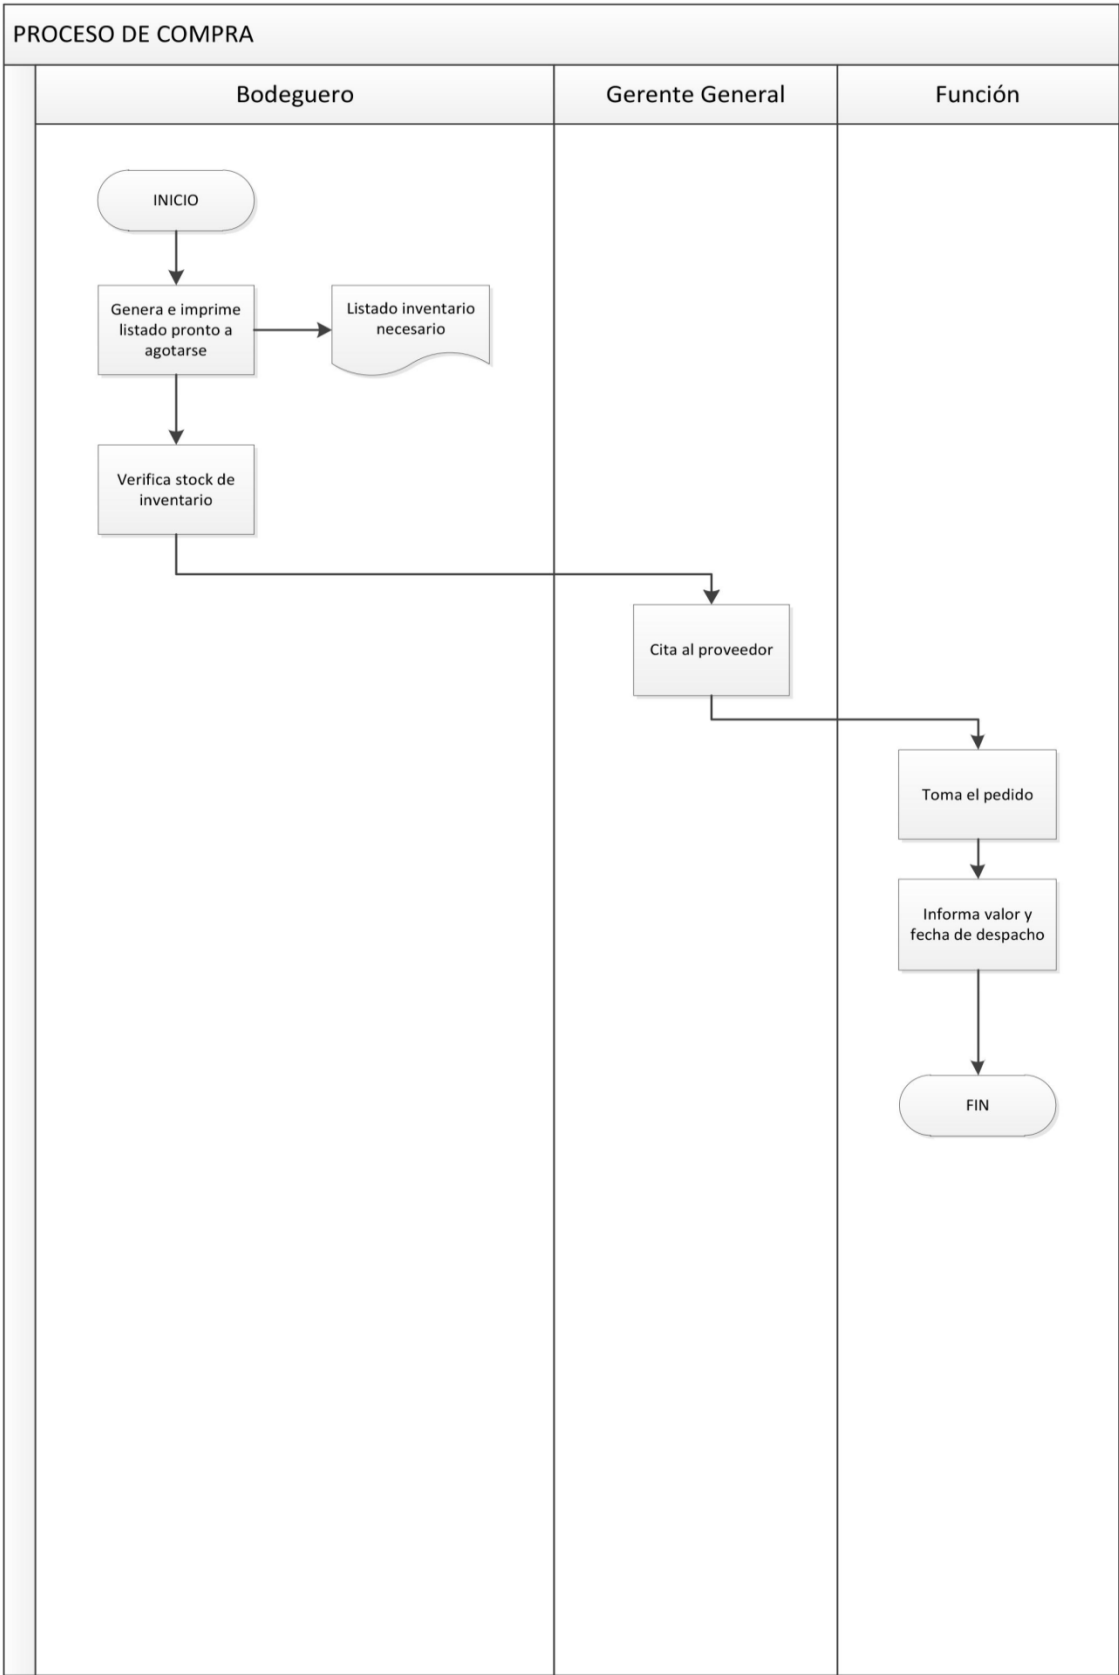 PROCESO DE COMPRA
Bodeguero
Gerente General
Función
INICIO
Genera e imprime
listado pronto a
agotarse
Listado inventario
necesario
Verifica stock de
inventario
Cita al proveedor
Toma el pedido
Informa valor y
fecha de despacho
FIN